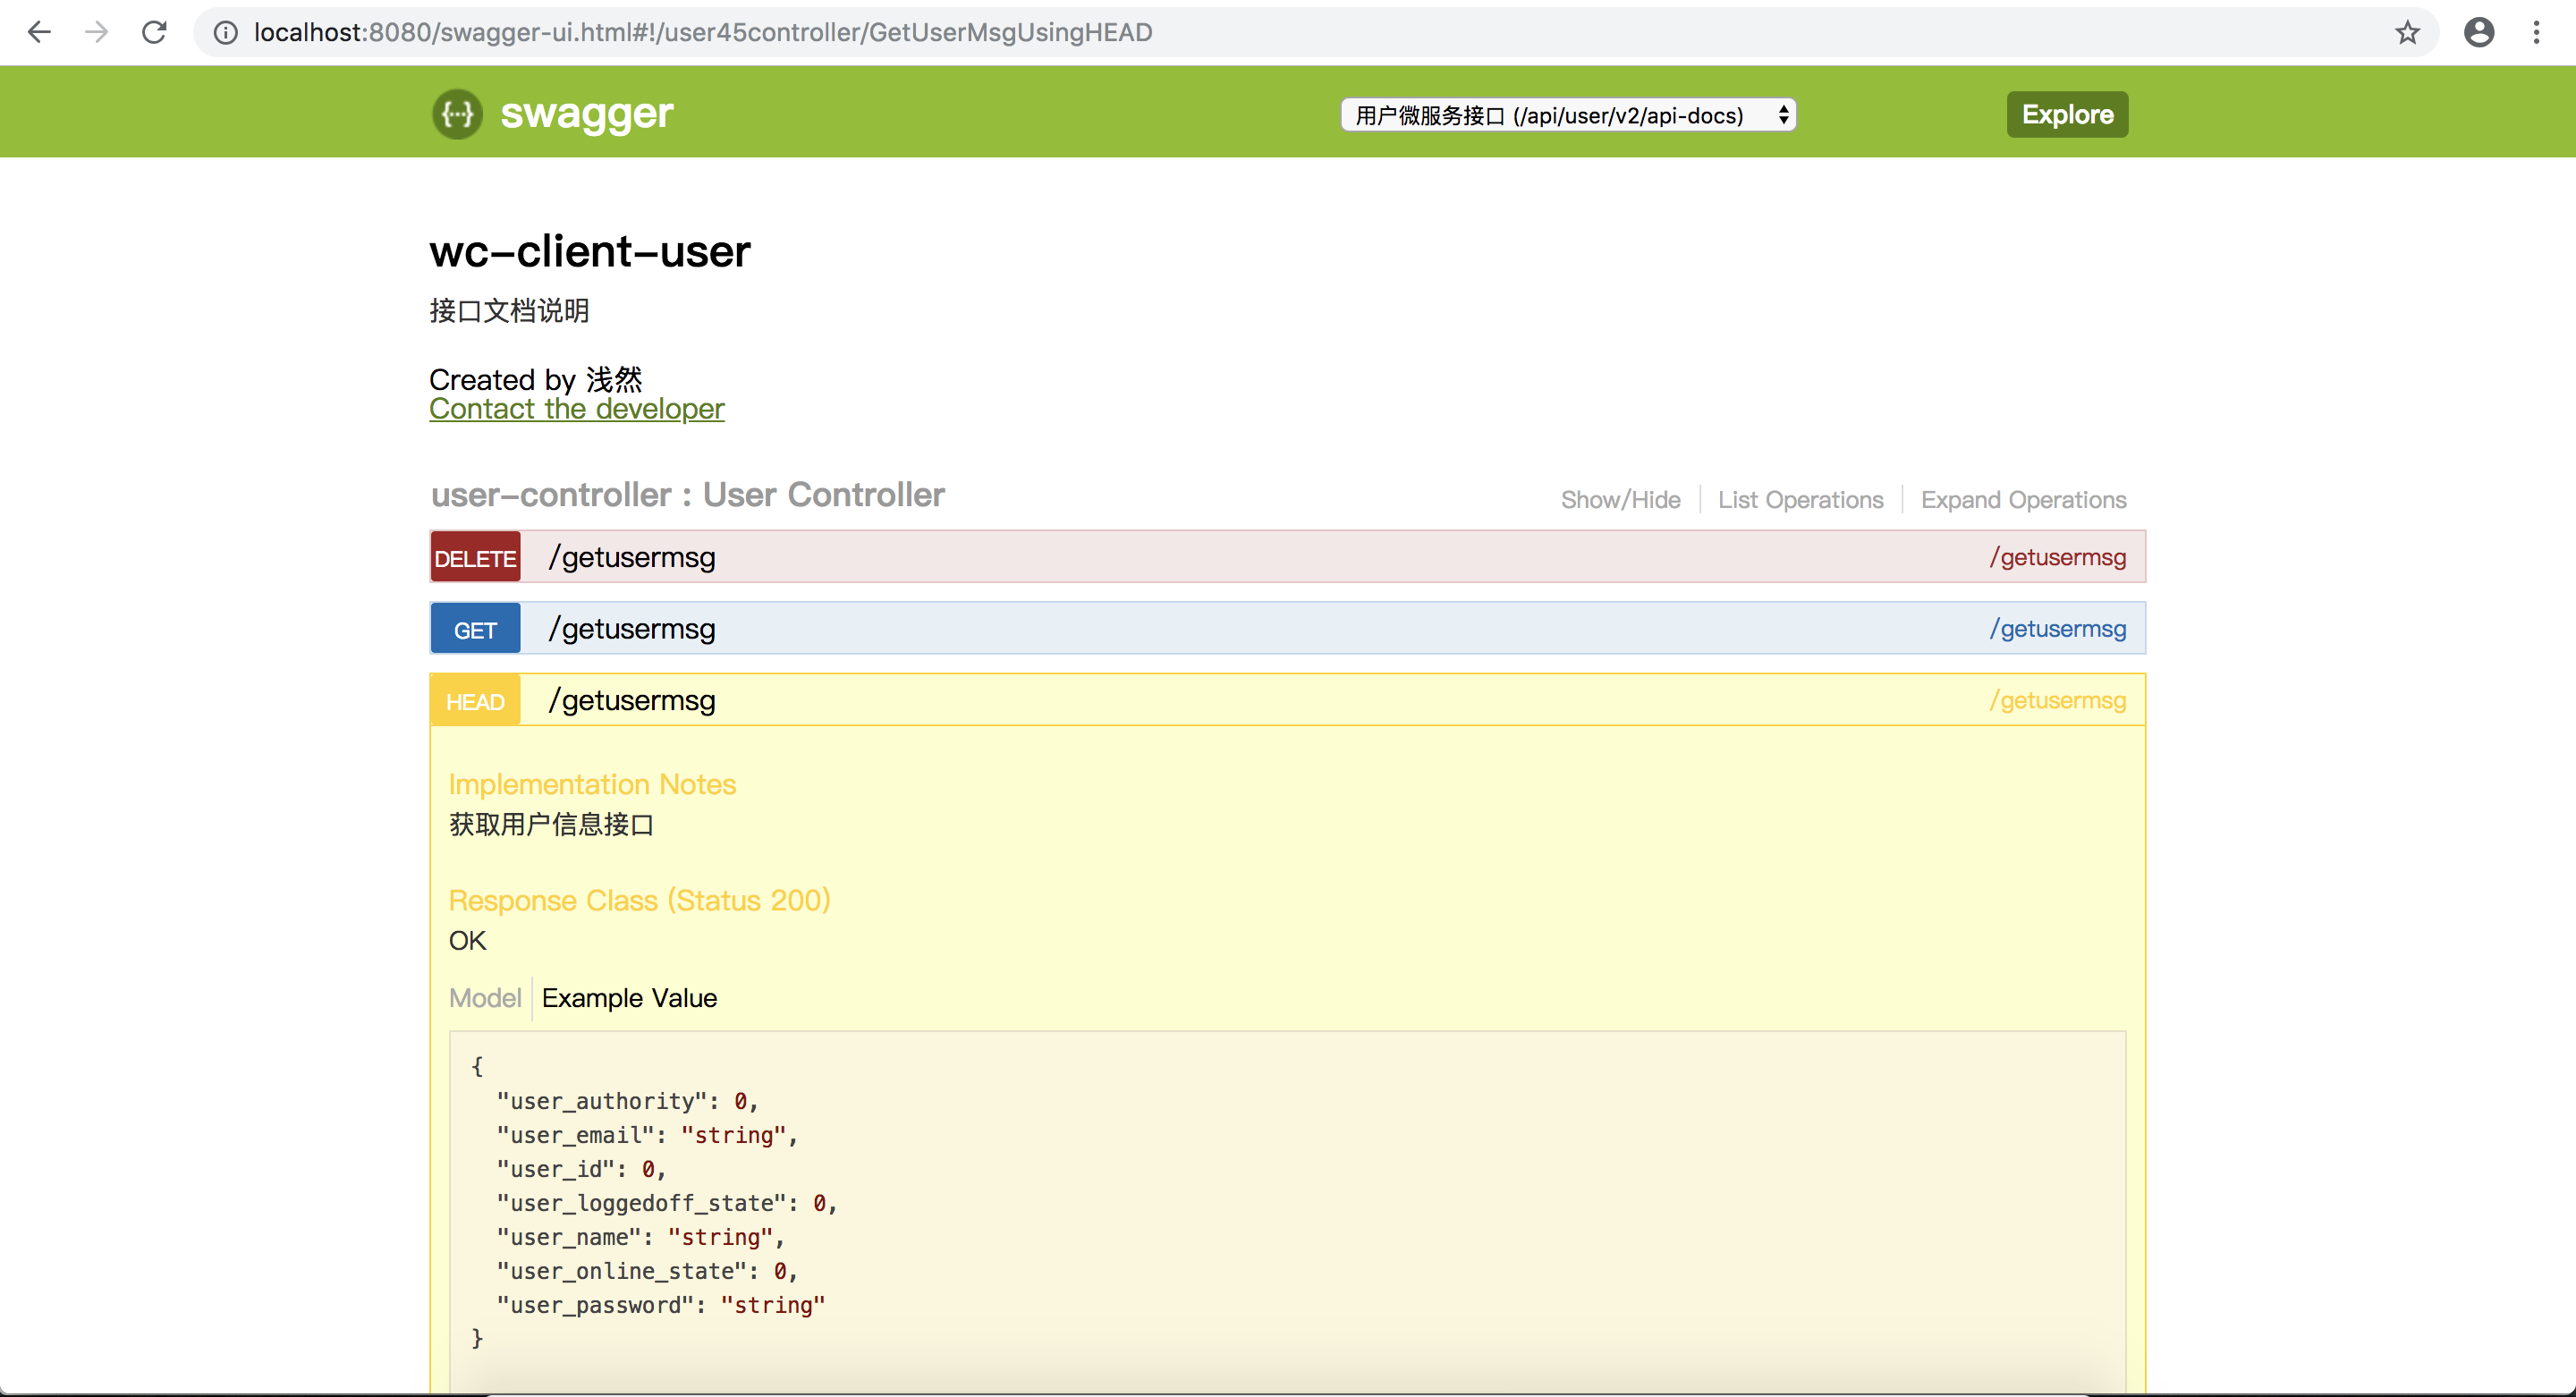 localhost:8080/swagger-ui.html#!/user45controller/GetUserMsgUsingHEAD
{···} swagger 用户微服务接口 (/api/user/v2/api-docs) Explore
wc-client-user
接口文档说明
Created by 浅然
Contact the developer
user-controller : User Controller Show/Hide List Operations Expand Operations
DELETE /getusermsg /getusermsg
GET /getusermsg /getusermsg
HEAD /getusermsg /getusermsg
Implementation Notes
获取用户信息接口
Response Class (Status 200)
OK
Model Example Value
{
"user_authority": 0,
"user_email": "string",
"user_id": 0,
"user_loggedoff_state": 0,
"user_name": "string",
"user_online_state": 0,
"user_password": "string"
}